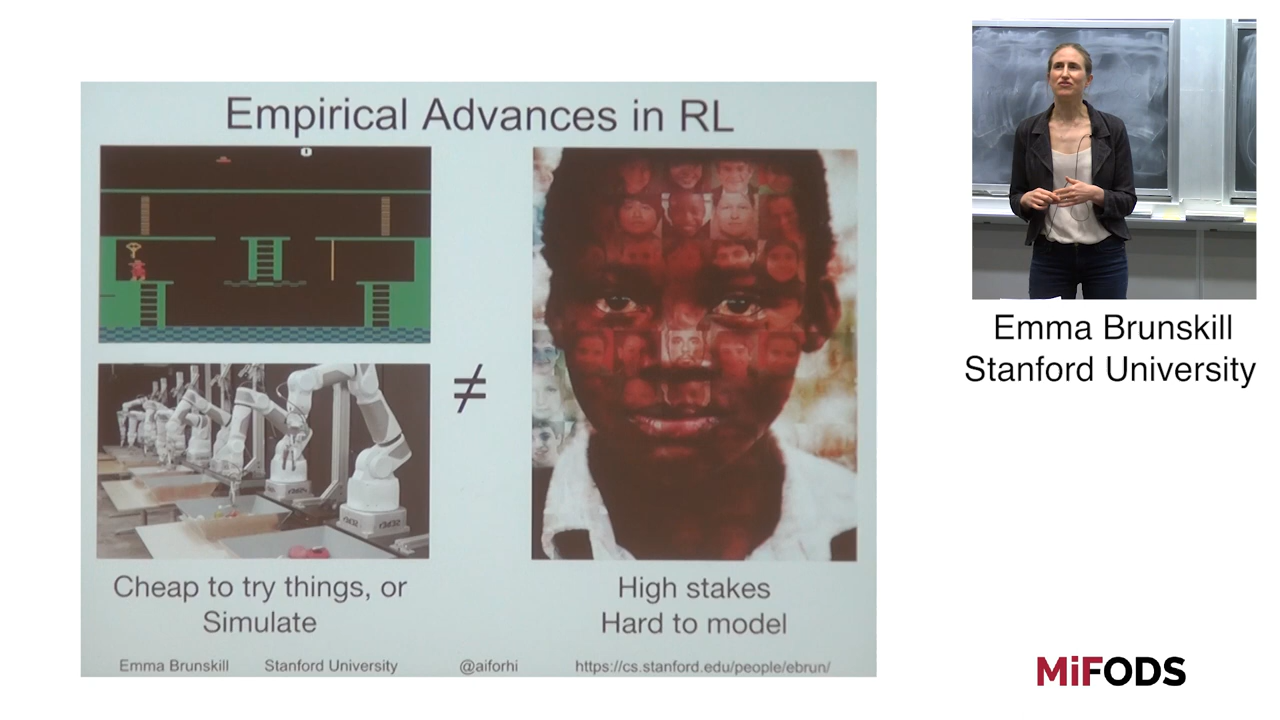 Empirical Advances in RL
≠
Cheap to try things, or
Simulate
High stakes
Hard to model
Emma Brunskill
Stanford University
@aiforhi
https://cs.stanford.edu/people/ebrun/
Emma Brunskill
Stanford University
MiFODS